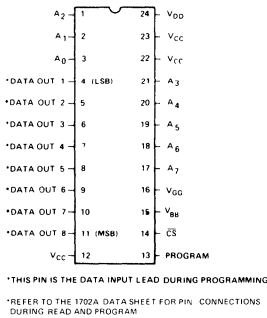 A2 1 24 VDD
A1 2 23 VCC
A0 3 22 VCC
*DATA OUT 1 4 (LSB) 21 A3
*DATA OUT 2 5 20 A4
*DATA OUT 3 6 19 A5
*DATA OUT 4 7 18 A6
*DATA OUT 5 8 17 A7
*DATA OUT 6 9 16 VGG
*DATA OUT 7 10 15 VBB
*DATA OUT 8 11 (MSB) 14 CS
VCC 12 13 PROGRAM
*THIS PIN IS THE DATA INPUT LEAD DURING PROGRAMMING
*REFER TO THE 1702A DATA SHEET FOR PIN CONNECTIONS
DURING READ AND PROGRAM